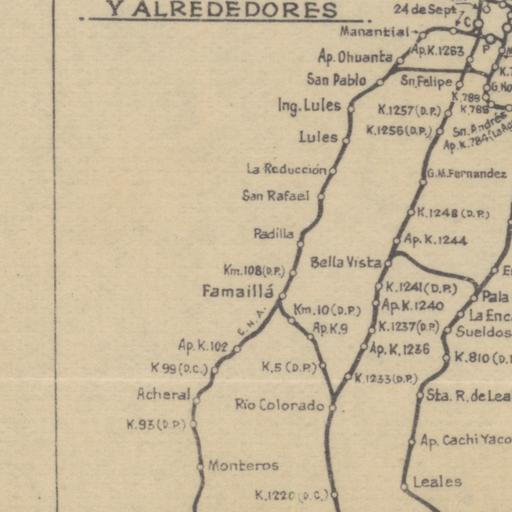 Y ALREDEDORES
24 de Sept.
C
Manantial
Ap.K.1263
P
Ap. Ohuanta
San Pablo
Sn.Felipe
K.789
K.788
Ing. Lules
K.1257(D.P.)
Lules
K.1256(D.P.)
Sn. Andrés
Ap.K.784
La Reducción
G.M.Fernandez
San Rafael
K.1248 (D.P.)
Padilla
Ap.K.1244
Km.108(D.P.)
Bella Vista
Famaillá
K.1241(D.P.)
Pala
Km.10(D.P.)
Ap.K.1240
La Enc
Ap.K.9
K.1237(D.P)
Sueldos
Ap.K.102
Ap.K.1236
K.810 (D.
K 99 (D.C.)
K.5 (D.P.)
K.1233(D.P.)
Acheral
Rio Colorado
Sta. R. de Lea
K.93(D.P.)
Ap. Cachi Yaco
Monteros
Leales
K.1220(D.C.)